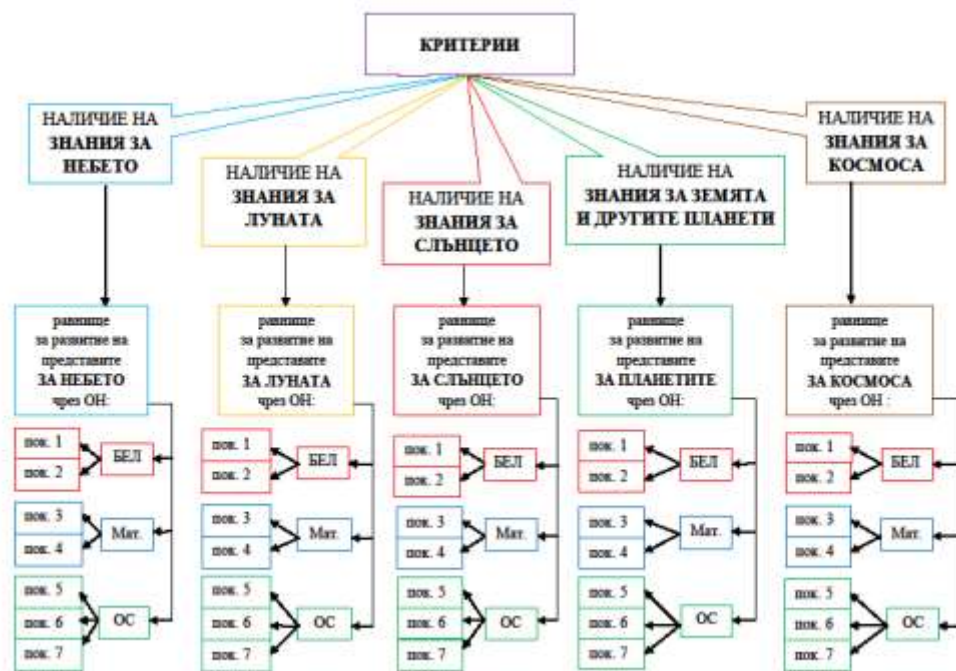 КРИТЕРИИ
НАЛИЧИЕ НА
ЗНАНИЯ ЗА
НЕБЕТО
НАЛИЧИЕ НА
ЗНАНИЯ ЗА
ЛУНАТА
НАЛИЧИЕ НА
ЗНАНИЯ ЗА
СЛЪНЦЕТО
НАЛИЧИЕ НА
ЗНАНИЯ ЗА ЗЕМЯТА
И ДРУГИТЕ ПЛАНЕТИ
НАЛИЧИЕ НА
ЗНАНИЯ ЗА
КОСМОСА
равнище
за развитие на
представите
ЗА НЕБЕТО
чрез ОН:
равнище
за развитие на
представите
ЗА ЛУНАТА
чрез ОН:
равнище
за развитие на
представите
ЗА СЛЪНЦЕТО
чрез ОН:
равнище
за развитие на
представите
ЗА ПЛАНЕТИТЕ
чрез ОН:
равнище
за развитие на
представите
ЗА КОСМОСА
чрез ОН :
пок. 1
пок. 2
БЕЛ
пок. 3
пок. 4
Мат.
пок. 5
пок. 6
пок. 7
ОС
пок. 1
пок. 2
БЕЛ
пок. 3
пок. 4
Мат.
пок. 5
пок. 6
пок. 7
ОС
пок. 1
пок. 2
БЕЛ
пок. 3
пок. 4
Мат.
пок. 5
пок. 6
пок. 7
ОС
пок. 1
пок. 2
БЕЛ
пок. 3
пок. 4
Мат.
пок. 5
пок. 6
пок. 7
ОС
пок. 1
пок. 2
БЕЛ
пок. 3
пок. 4
Мат.
пок. 5
пок. 6
пок. 7
ОС